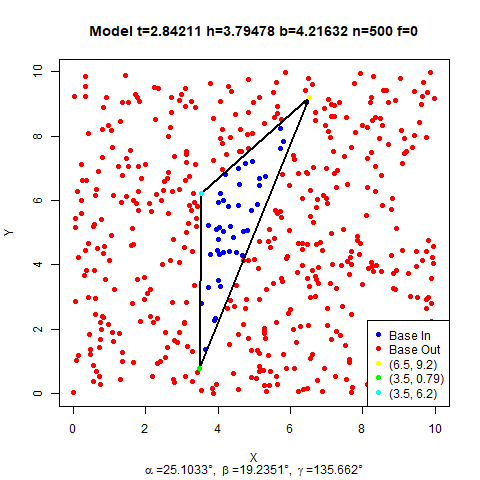 Model t=2.84211 h=3.79478 b=4.21632 n=500 f=0
10
8
6
4
2
0
Y
Base In
Base Out
(6.5, 9.2)
(3.5, 0.79)
(3.5, 6.2)
0 2 4 6 8 10
X
α=25.1033°, β=19.2351°, γ=135.662°